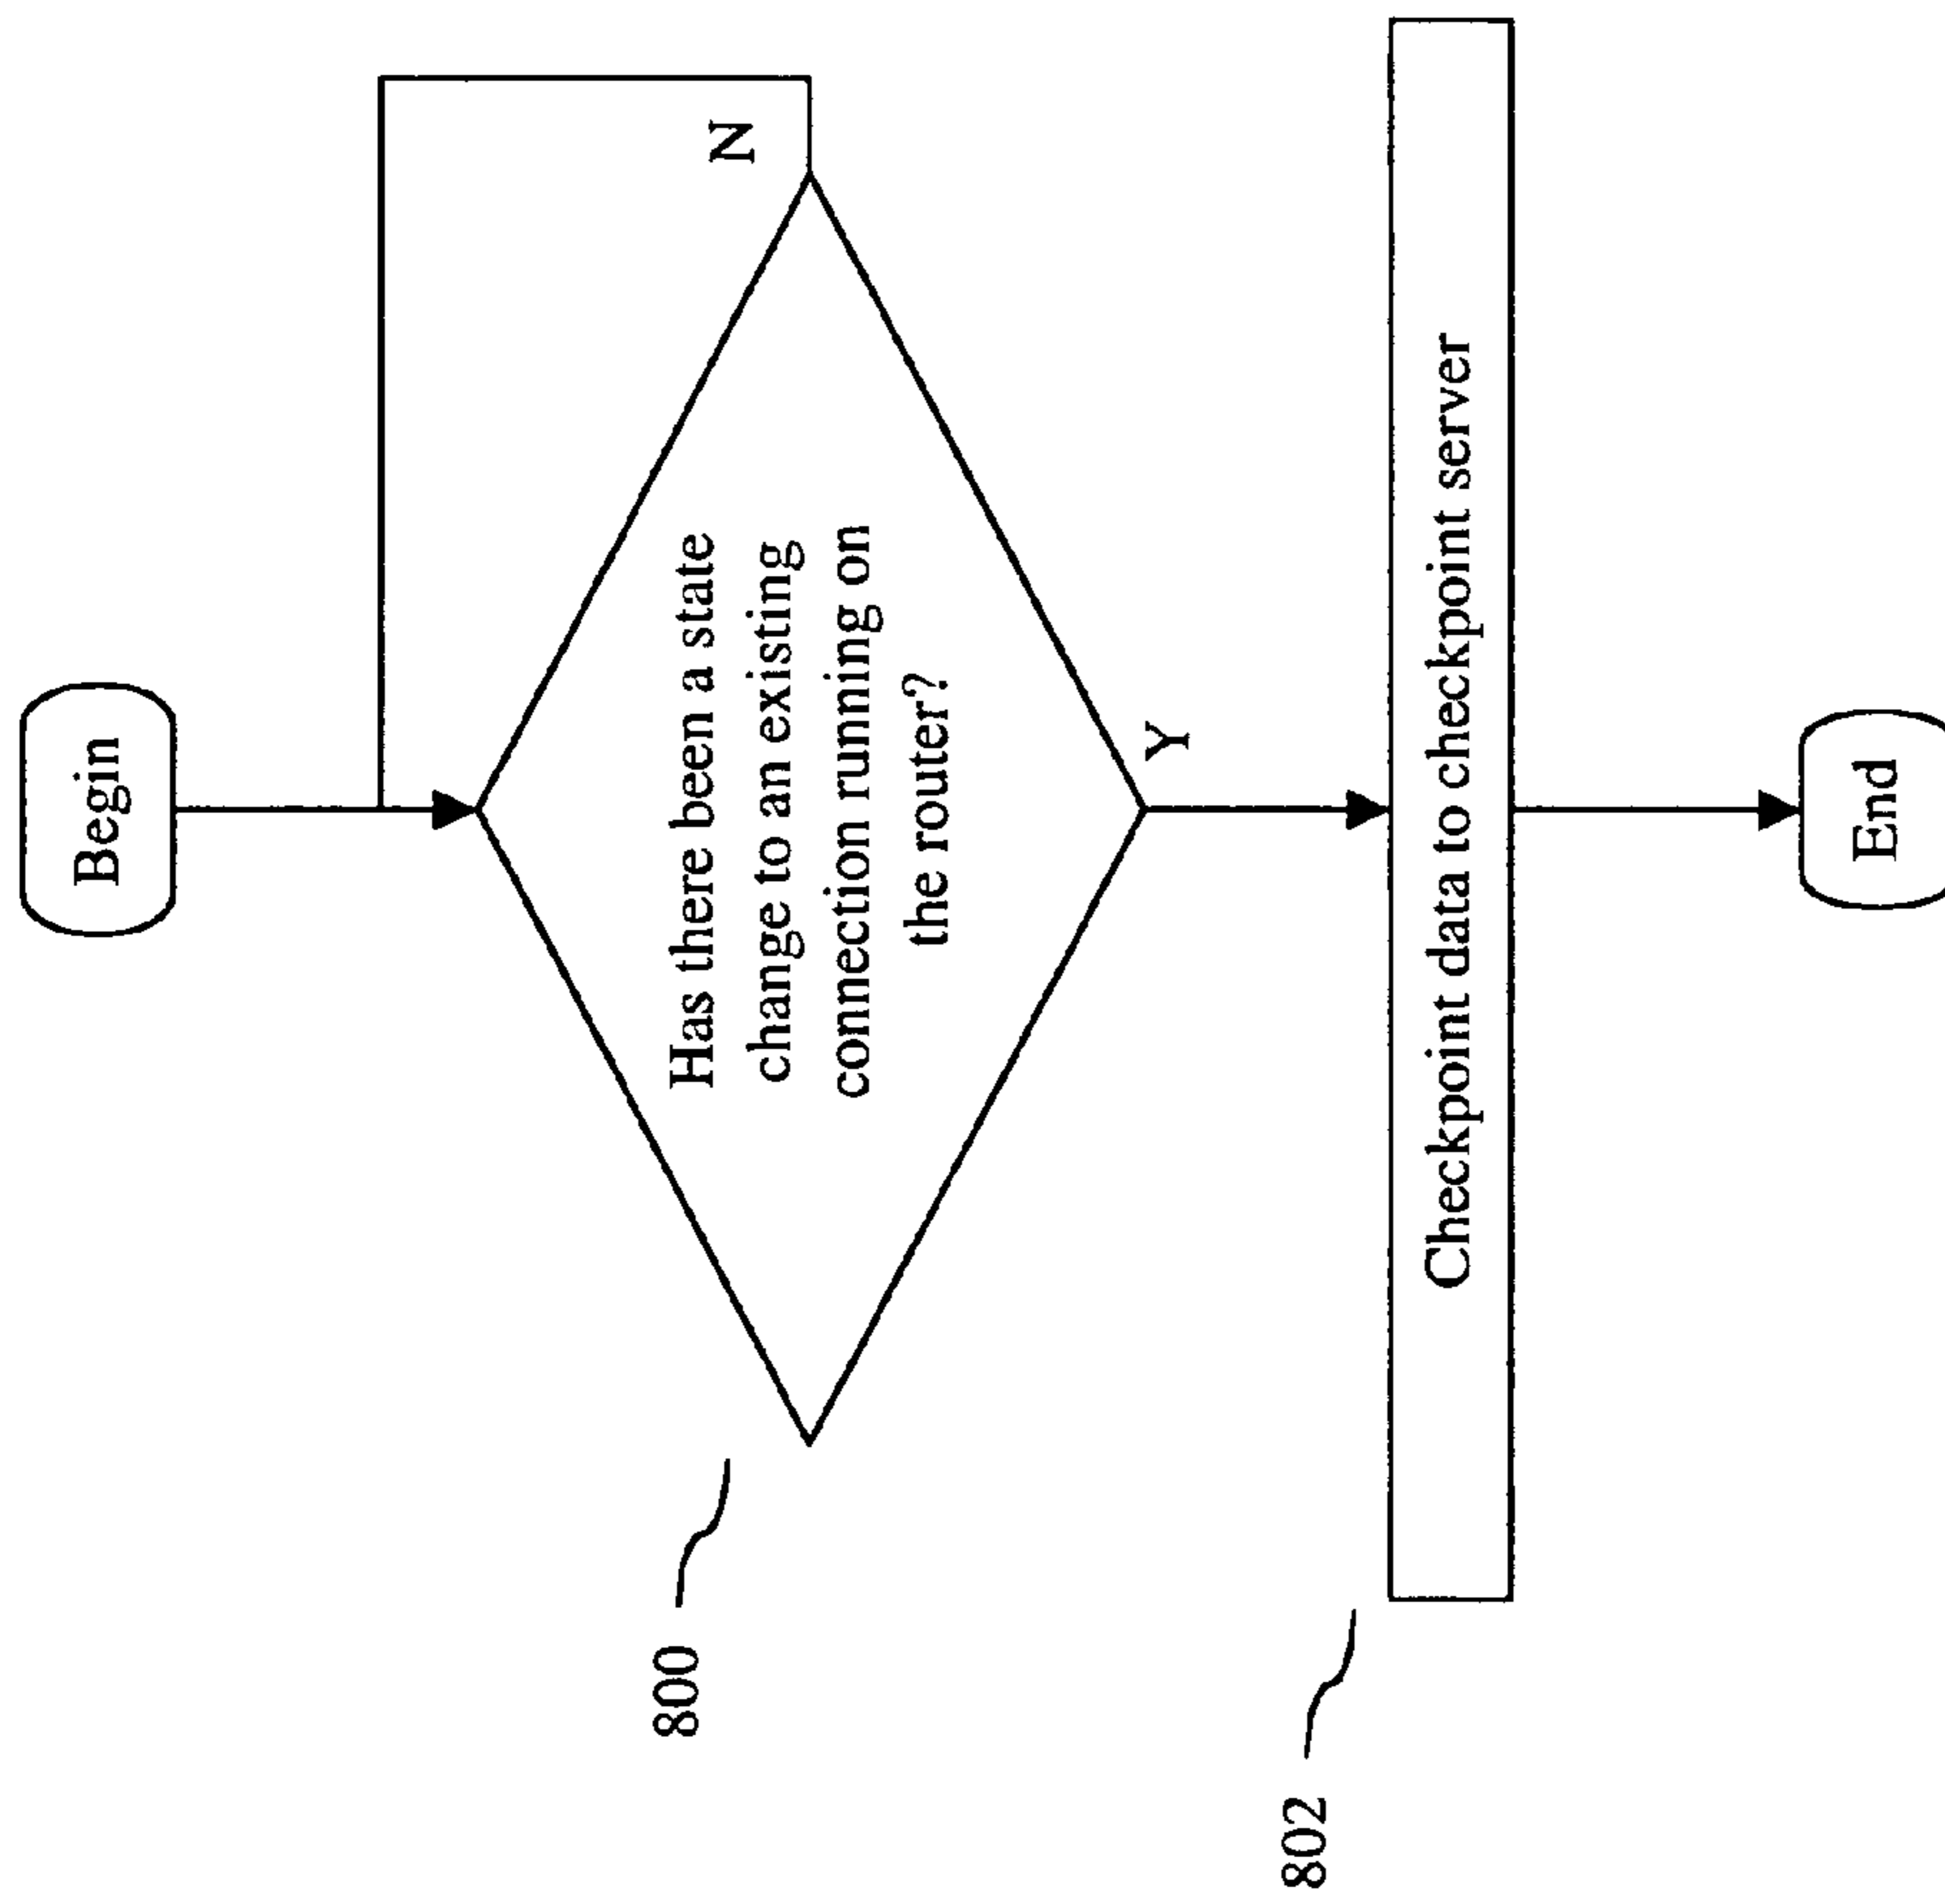 Begin
Has there been a state
change to an existing
connection running on
the router?
N
Y
800
Checkpoint data to checkpoint server
802
End